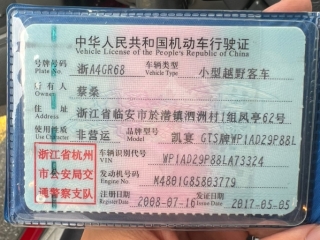 中华人民共和国机动车行驶证
Vehicle License of the People's Republic of China
号牌号码 浙A4GR68 车辆类型 小型越野客车
Plate No. Vehicle Type
所有人 蔡桑
Owner
住址 浙江省临安市於潜镇泗洲村1组凤亭6号
Address
使用性质 非营运 品牌型号 凯宴 GTS牌WP1AD29P88L
Use Character Model
浙江省杭州 车辆识别代号 WP1AD29P88LA73324
VIN
市公安局交 发动机号码 M4801G85803779
Engine No.
通警察支队 注册日期 2008-07-16 发证日期 2017-05-05
Register Date Issue Date